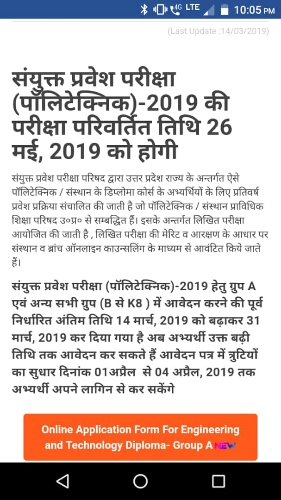 4G LTE 10:05 PM
(Last Update :14/03/2019)
संयुक्त प्रवेश परीक्षा
(पॉलिटेक्निक)-2019 की
परीक्षा परिवर्तित तिथि 26
मई, 2019 को होगी
संयुक्त प्रवेश परीक्षा परिषद द्वारा उत्तर प्रदेश राज्य के अन्तर्गत ऐसे
पॉलिटेक्निक / संस्थान के डिप्लोमा कोर्स के अभ्यर्थियों के लिए प्रतिवर्ष
प्रवेश प्रक्रिया संचालित की जाती है जो पॉलिटेक्निक / संस्थान प्राविधिक
शिक्षा परिषद उ०प्र० से सम्बद्धित हैं। इसके अन्तर्गत लिखित परीक्षा
आयोजित की जाती है , लिखित परीक्षा की मेरिट व आरक्षण के आधार पर
संस्थान व ब्रांच ऑनलाइन काउन्सलिंग के माध्यम से आवंटित किये जाते
हैं।
संयुक्त प्रवेश परीक्षा (पॉलिटेक्निक)-2019 हेतु ग्रुप A
एवं अन्य सभी ग्रुप (B से K8 ) में आवेदन करने की पूर्व
निर्धारित अंतिम तिथि 14 मार्च, 2019 को बढ़ाकर 31
मार्च, 2019 कर दिया गया है अब अभ्यर्थी उक्त बढ़ी
तिथि तक आवेदन कर सकते हैं आवेदन पत्र में त्रुटियों
का सुधार दिनांक 01अप्रैल से 04 अप्रैल, 2019 तक
अभ्यर्थी अपने लागिन से कर सकेंगे
Online Application Form For Engineering
and Technology Diploma- Group A NEW